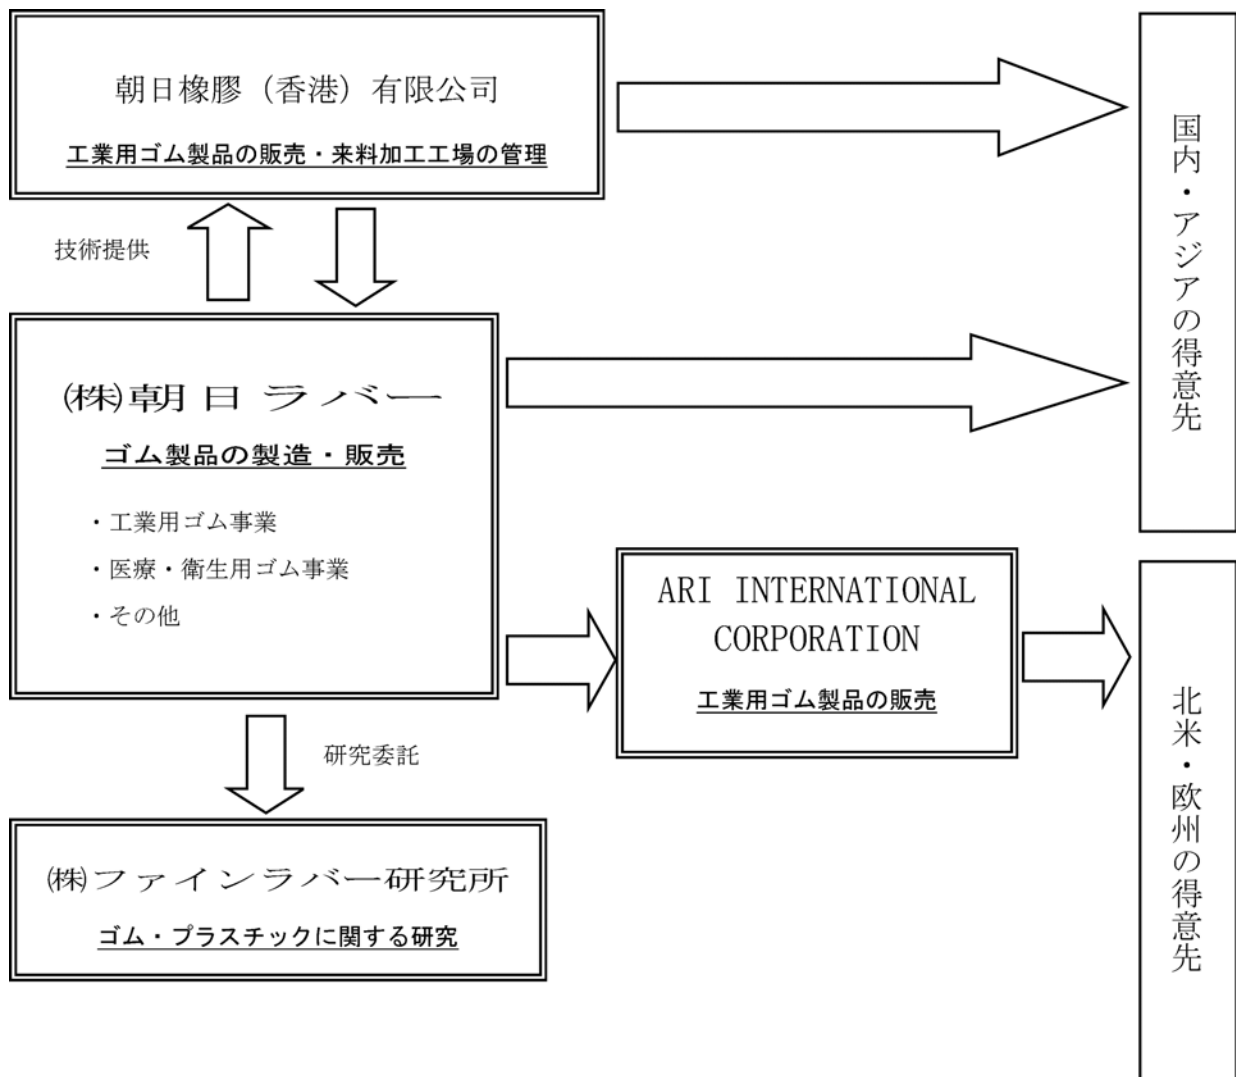 朝日橡膠（香港）有限公司
工業用ゴム製品の販売・来料加工工場の管理
技術提供
㈱朝日ラバー
ゴム製品の製造・販売
・工業用ゴム事業
・医療・衛生用ゴム事業
・その他
研究委託
㈱ファインラバー研究所
ゴム・プラスチックに関する研究
ARI INTERNATIONAL
CORPORATION
工業用ゴム製品の販売
国内・アジアの得意先
北米・欧州の得意先